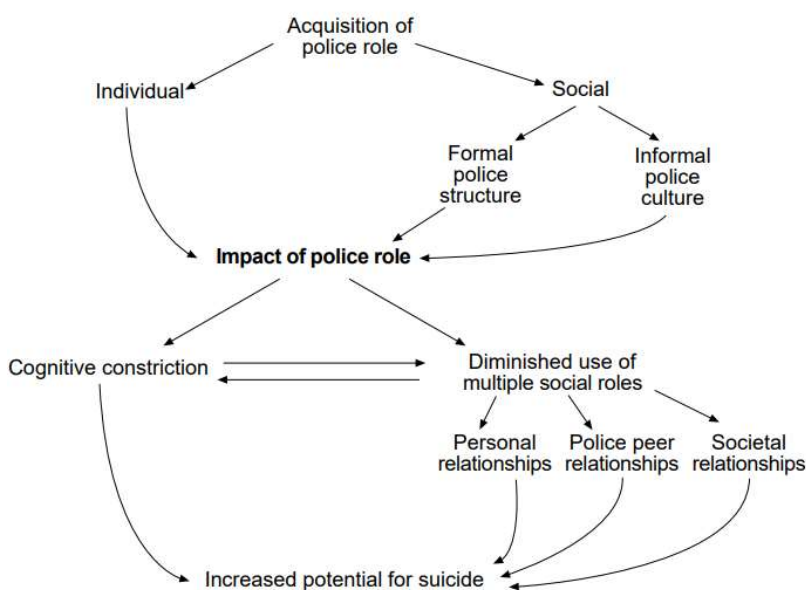 Acquisition of
police role
Individual
Social
Formal
police
structure
Informal
police
culture
Impact of police role
Cognitive constriction
Diminished use of
multiple social roles
Personal
relationships
Police peer
relationships
Societal
relationships
Increased potential for suicide